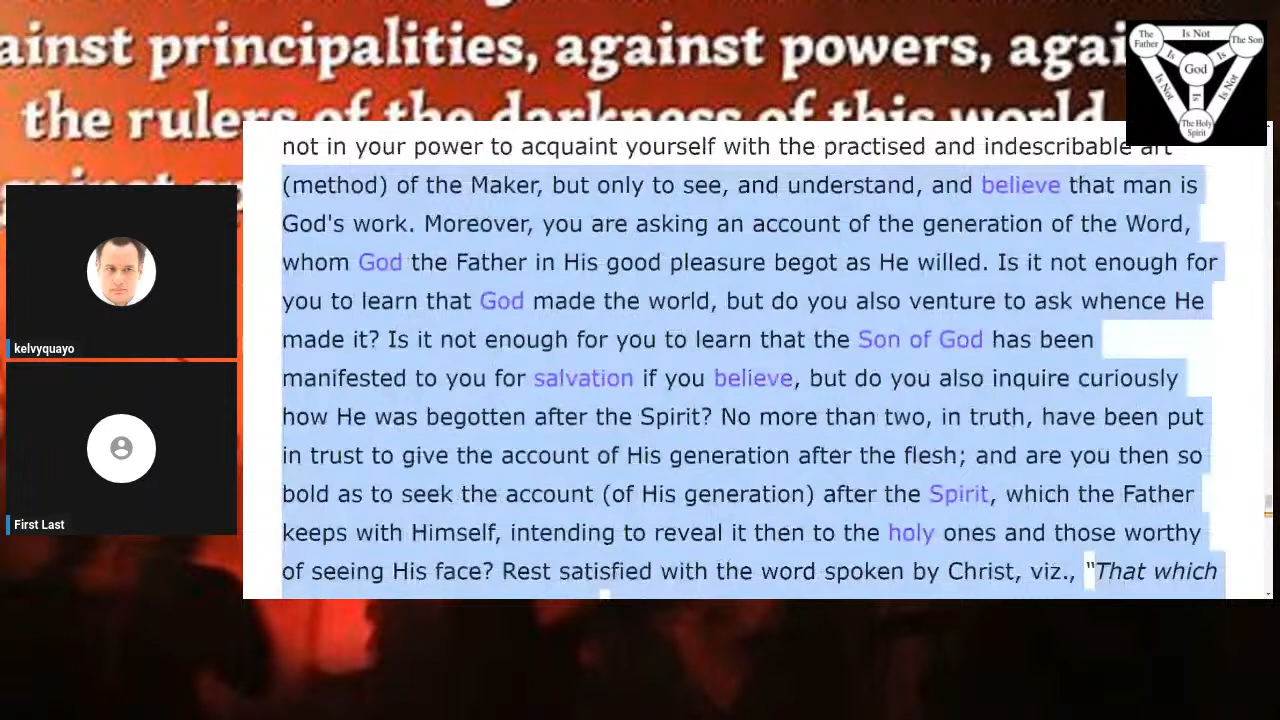 ainst principalities, against powers, agai
the rulers of the darkness of this world
The Father
Is Not
The Son
Is
God
Is
Is Not
Is
Is Not
The Holy Spirit
not in your power to acquaint yourself with the practised and indescribable art
(method) of the Maker, but only to see, and understand, and believe that man is
God's work. Moreover, you are asking an account of the generation of the Word,
whom God the Father in His good pleasure begot as He willed. Is it not enough for
you to learn that God made the world, but do you also venture to ask whence He
made it? Is it not enough for you to learn that the Son of God has been
manifested to you for salvation if you believe, but do you also inquire curiously
how He was begotten after the Spirit? No more than two, in truth, have been put
in trust to give the account of His generation after the flesh; and are you then so
bold as to seek the account (of His generation) after the Spirit, which the Father
keeps with Himself, intending to reveal it then to the holy ones and those worthy
of seeing His face? Rest satisfied with the word spoken by Christ, viz., “That which
kelvyquayo
First Last